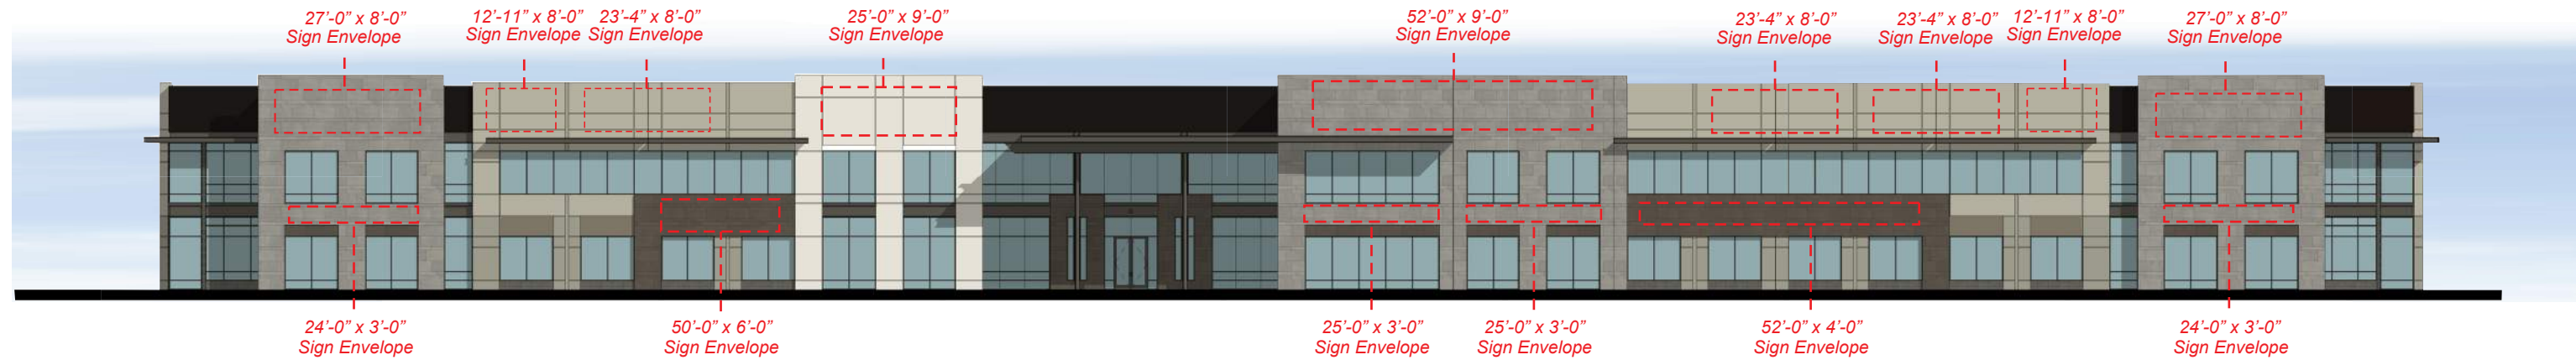 27'-0" x 8'-0"
Sign Envelope
12'-11" x 8'-0"
Sign Envelope
23'-4" x 8'-0"
Sign Envelope
25'-0" x 9'-0"
Sign Envelope
52'-0" x 9'-0"
Sign Envelope
23'-4" x 8'-0"
Sign Envelope
23'-4" x 8'-0"
Sign Envelope
12'-11" x 8'-0"
Sign Envelope
27'-0" x 8'-0"
Sign Envelope
24'-0" x 3'-0"
Sign Envelope
50'-0" x 6'-0"
Sign Envelope
25'-0" x 3'-0"
Sign Envelope
25'-0" x 3'-0"
Sign Envelope
52'-0" x 4'-0"
Sign Envelope
24'-0" x 3'-0"
Sign Envelope